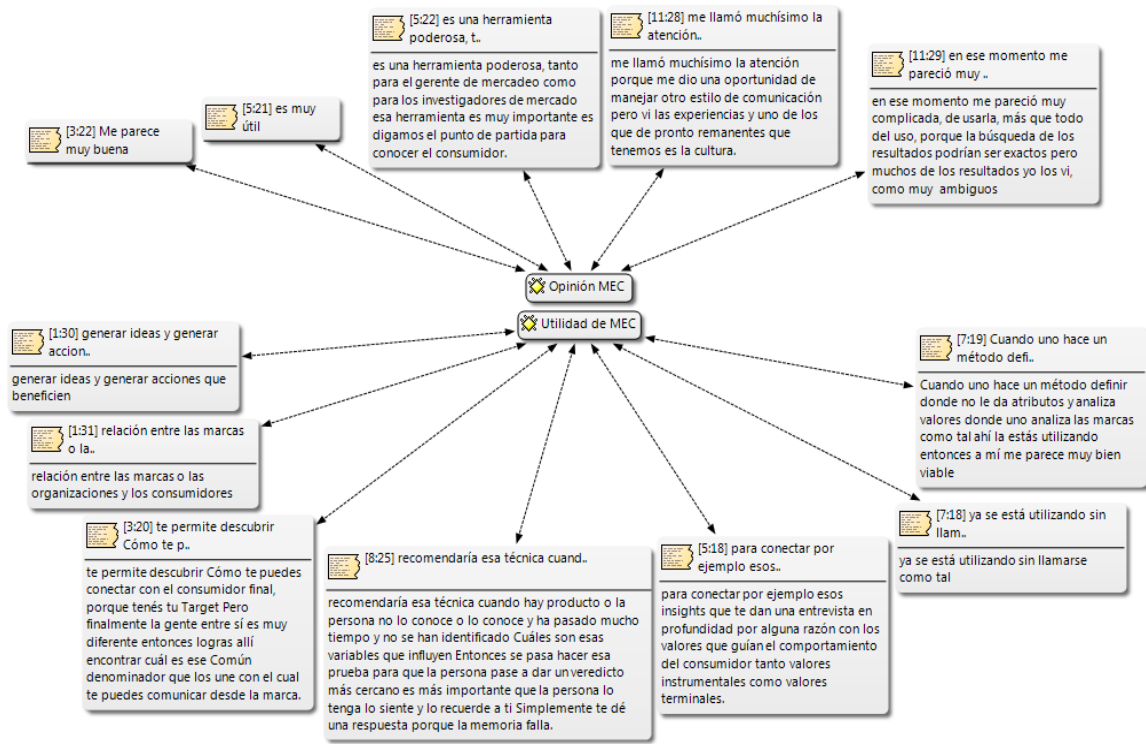 [3:22] Me parece
muy buena
[5:21] es muy
útil
[5:22] es una herramienta
poderosa, t..
es una herramienta poderosa, tanto
para el gerente de mercadeo como
para los investigadores de mercado
esa herramienta es muy importante es
digamos el punto de partida para
conocer el consumidor.
[11:28] me llamó muchísimo la
atención..
me llamó muchísimo la atención
porque me dio una oportunidad de
manejar otro estilo de comunicación
pero vi las experiencias y uno de los
que de pronto remanentes que
tenemos es la cultura.
[11:29] en ese momento me
pareció muy ..
en ese momento me pareció muy
complicada, de usarla, más que todo
del uso, porque la búsqueda de los
resultados podrían ser exactos pero
muchos de los resultados yo los vi,
como muy ambiguos
Opinión MEC
Utilidad de MEC
[1:30] generar ideas y generar
accion..
generar ideas y generar acciones que
beneficien
[1:31] relación entre las marcas
o la..
relación entre las marcas o las
organizaciones y los consumidores
[3:20] te permite descubrir
Cómo te p..
te permite descubrir Cómo te puedes
conectar con el consumidor final,
porque tenés tu Target Pero
finalmente la gente entre sí es muy
diferente entonces logras allí
encontrar cuál es ese Común
denominador que los une con el cual
te puedes comunicar desde la marca.
[8:25] recomendaría esa técnica cuand..
recomendaría esa técnica cuando hay producto o la
persona no lo conoce o lo conoce y ha pasado mucho
tiempo y no se han identificado Cuáles son esas
variables que influyen Entonces se pasa hacer esa
prueba para que la persona pase a dar un veredicto
más cercano es más importante que la persona lo
tenga lo siente y lo recuerde a ti Simplemente te dé
una respuesta porque la memoria falla.
[5:18] para conectar por
ejemplo esos..
para conectar por ejemplo esos
insights que te dan una entrevista en
profundidad por alguna razón con los
valores que guían el comportamiento
del consumidor tanto valores
instrumentales como valores
terminales.
[7:18] ya se está utilizando sin
llam..
ya se está utilizando sin llamarse
como tal
[7:19] Cuando uno hace un
método defi..
Cuando uno hace un método definir
donde no le da atributos y analiza
valores donde uno analiza las marcas
como tal ahí la estás utilizando
entonces a mí me parece muy bien
viable